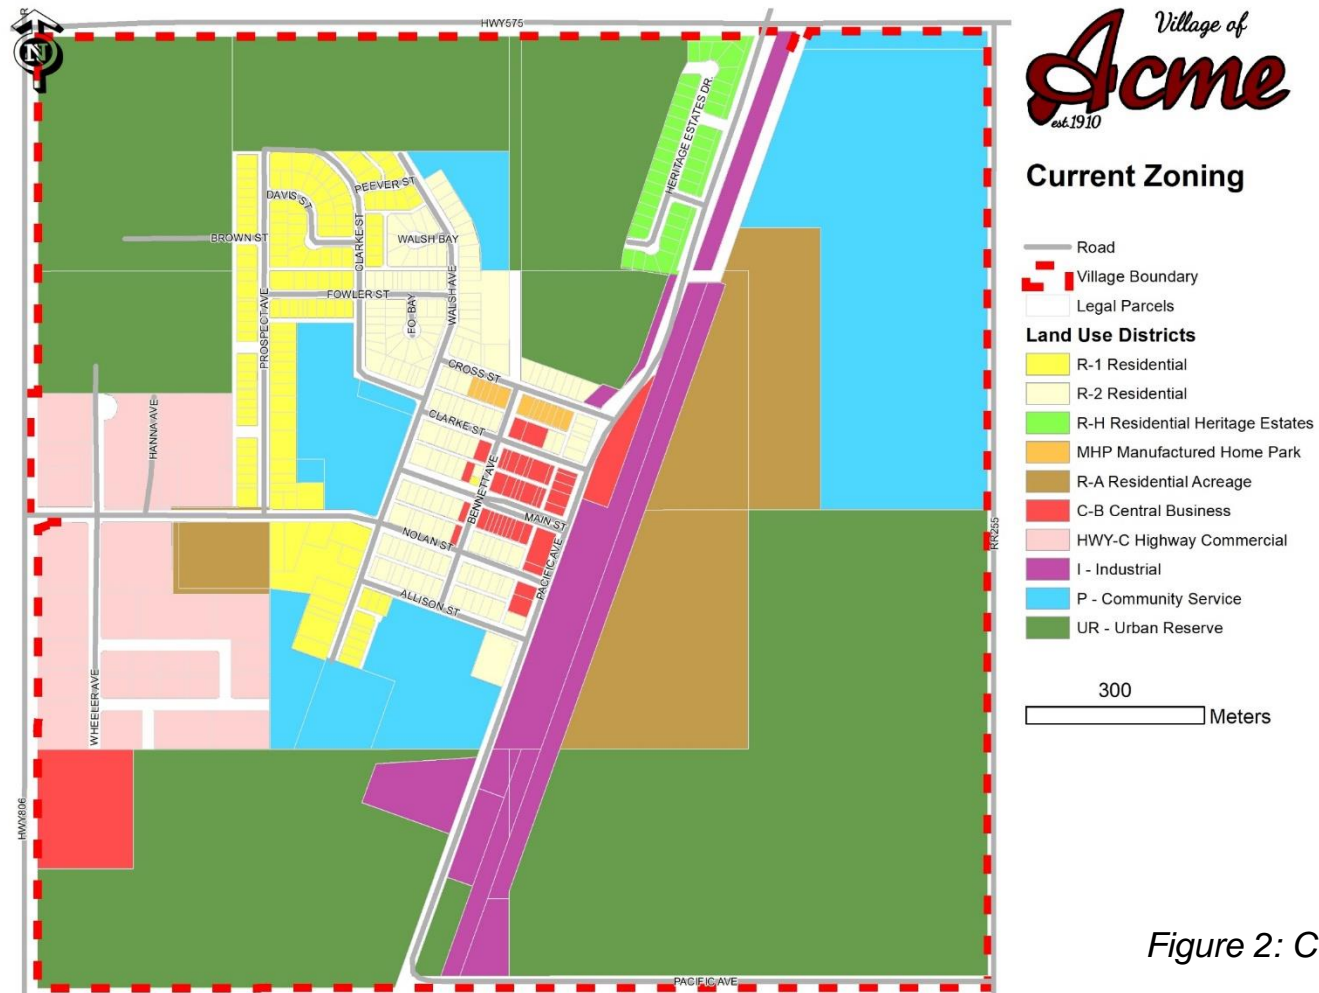 HWY575
R
N
Village of
Acme
est.1910
Current Zoning
Road
Village Boundary
Legal Parcels
Land Use Districts
R-1 Residential
R-2 Residential
R-H Residential Heritage Estates
MHP Manufactured Home Park
R-A Residential Acreage
C-B Central Business
HWY-C Highway Commercial
I - Industrial
P - Community Service
UR - Urban Reserve
300
Meters
HERITAGE ESTATES DR.
PEEVER ST
DAVIS ST
BROWN ST
CLARKE ST
WALSH BAY
FOWLER ST
FO. BAY
WALSH AVE
PROSPECT AVE
CROSS ST
HANNA AVE
CLARKE ST
BENNETT AVE
MAIN ST
NOLAN ST
PACIFIC AVE
ALLISON ST
RR255
WHEELER AVE
HWY806
PACIFIC AVE
Figure 2: C